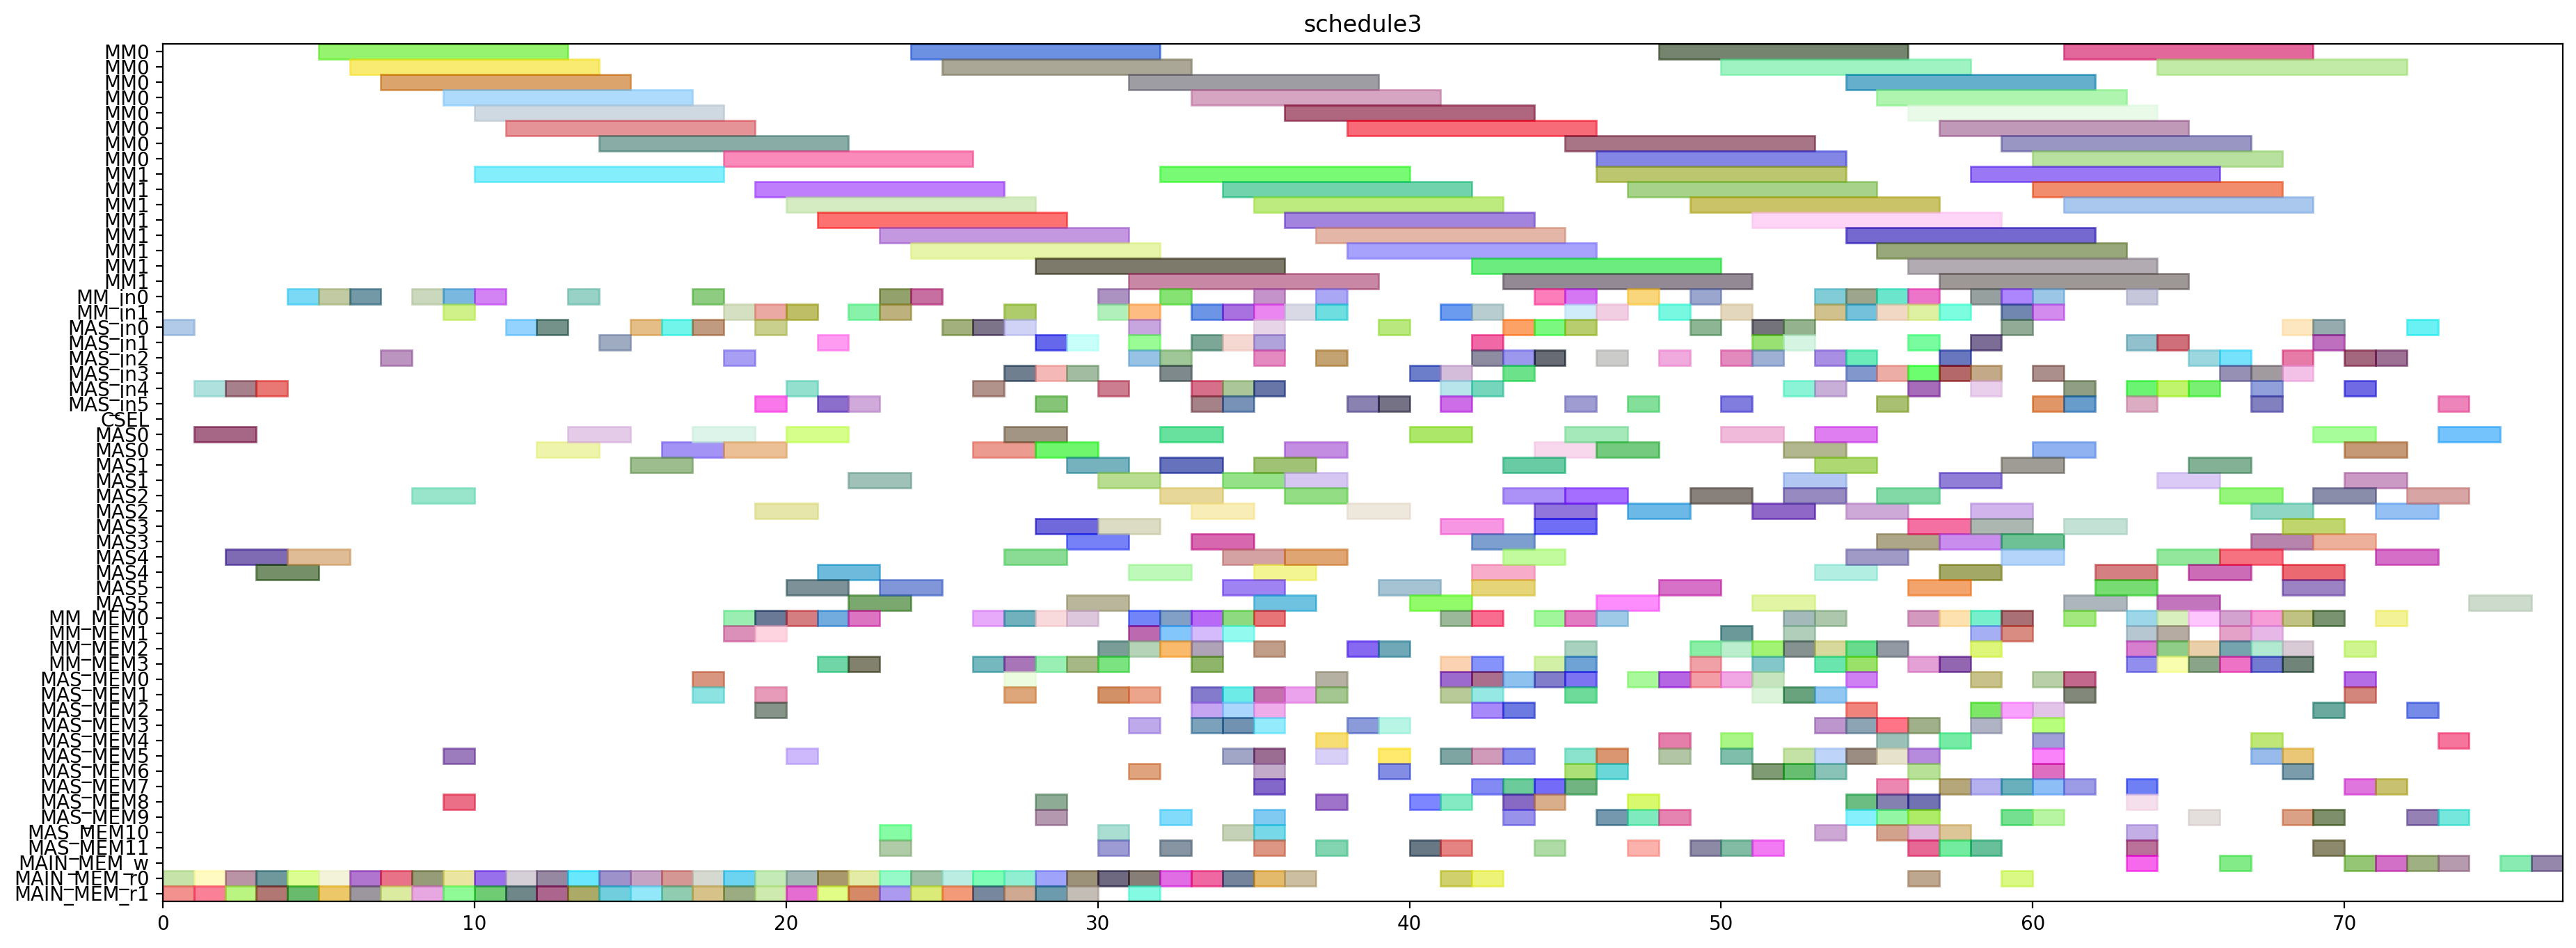 schedule3
MM0
MM0
MM0
MM0
MM0
MM0
MM0
MM0
MM1
MM1
MM1
MM1
MM1
MM1
MM1
MM1
MM_in0
MM_in1
MAS_in0
MAS_in1
MAS_in2
MAS_in3
MAS_in4
MAS_in5
CSEL
MAS0
MAS0
MAS1
MAS1
MAS2
MAS2
MAS3
MAS3
MAS4
MAS4
MAS5
MAS5
MM_MEM0
MM_MEM1
MM_MEM2
MM_MEM3
MAS_MEM0
MAS_MEM1
MAS_MEM2
MAS_MEM3
MAS_MEM4
MAS_MEM5
MAS_MEM6
MAS_MEM7
MAS_MEM8
MAS_MEM9
MAS_MEM10
MAS_MEM11
MAIN_MEM_w
MAIN_MEM_r0
MAIN_MEM_r1
0 10 20 30 40 50 60 70